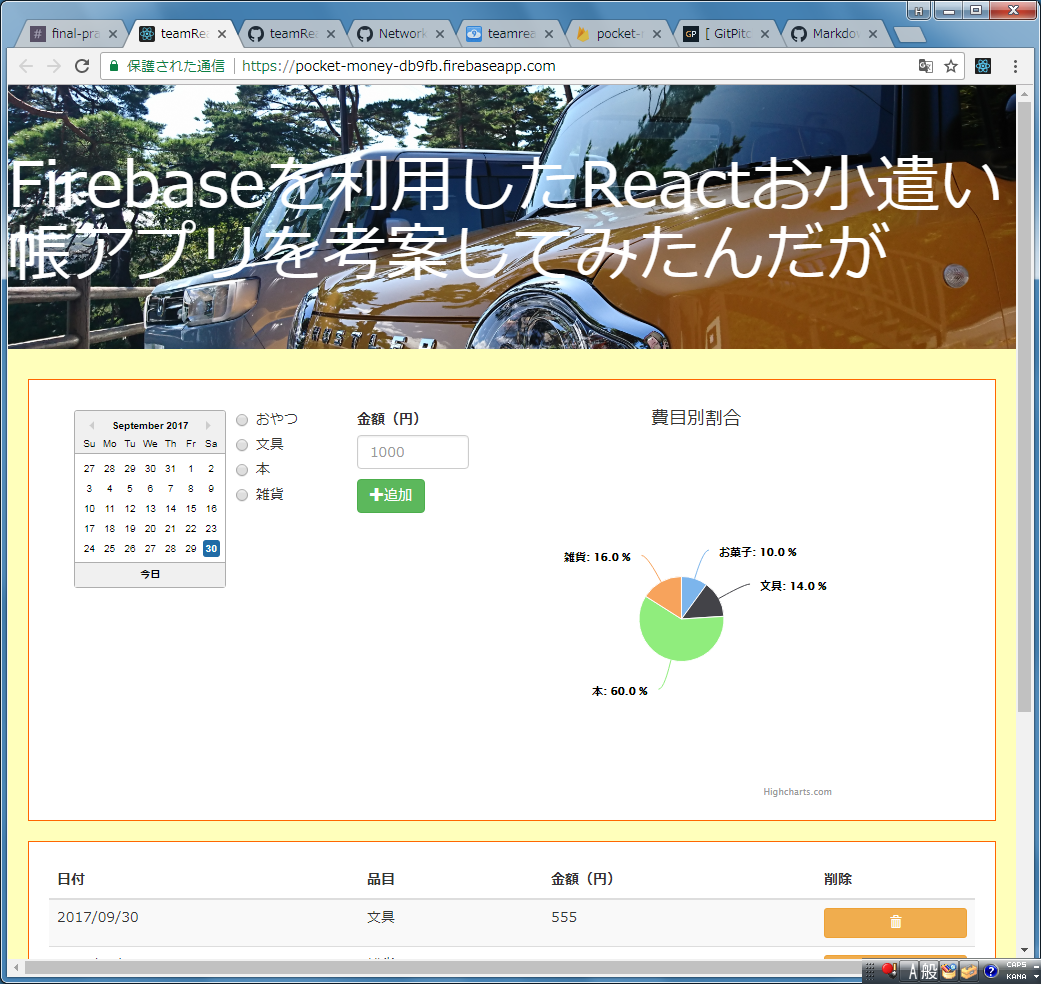 final-pra
teamRea
teamRea
Network
teamrea
pocket-
[ GitPitc
Markdow
保護された通信 https://pocket-money-db9fb.firebaseapp.com
Firebaseを利用したReactお小遣い
帳アプリを考案してみたんだが
HUSTLER
September 2017
Su Mo Tu We Th Fr Sa
27 28 29 30 31 1 2
3 4 5 6 7 8 9
10 11 12 13 14 15 16
17 18 19 20 21 22 23
24 25 26 27 28 29 30
今日
おやつ
文具
本
雑貨
金額（円）
1000
追加
費目別割合
お菓子: 10.0 %
文具: 14.0 %
本: 60.0 %
雑貨: 16.0 %
Highcharts.com
日付 品目 金額（円） 削除
2017/09/30 文具 555
A 般 CAPS
KANA